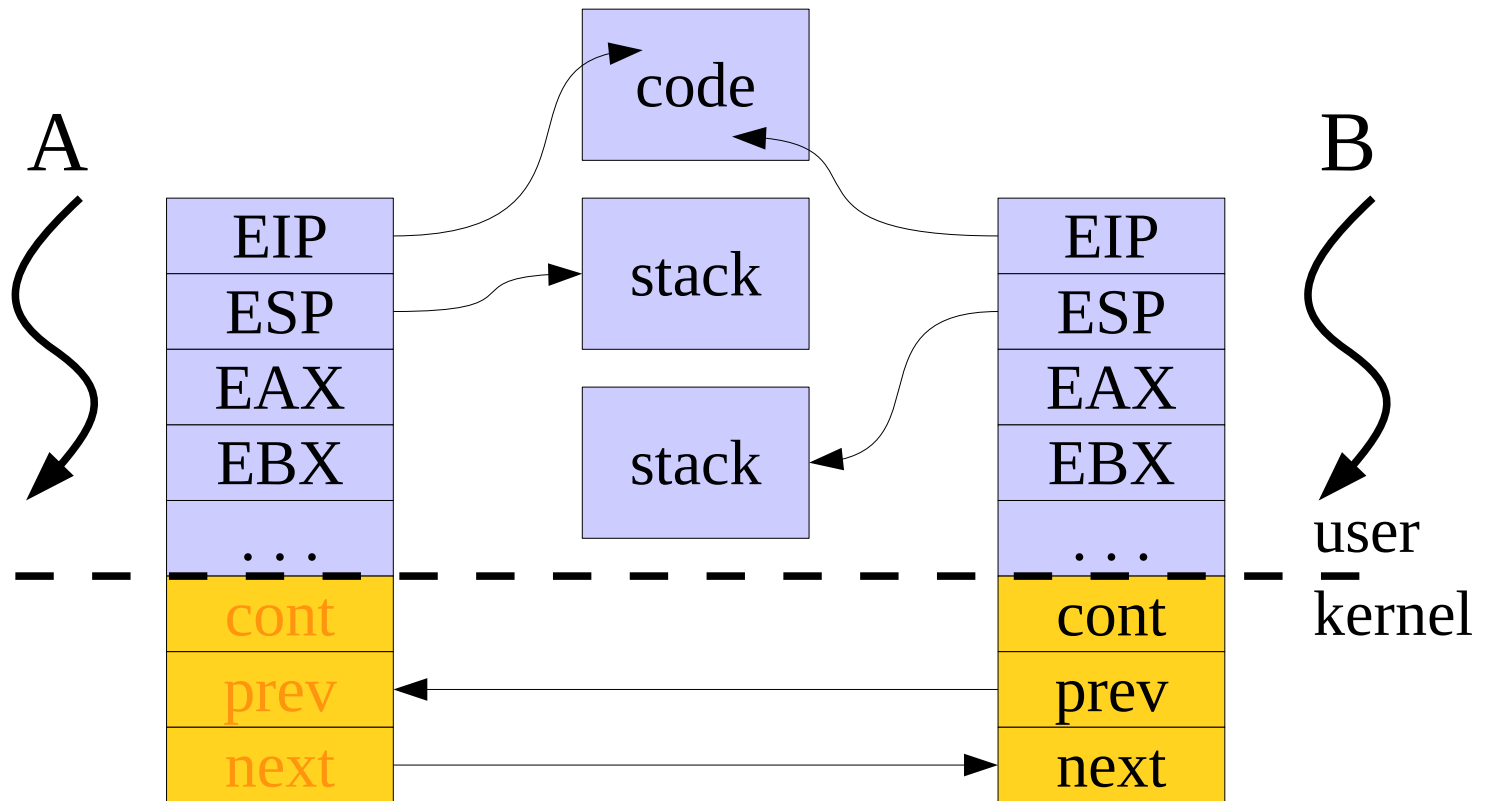 code
A
B
EIP
ESP
EAX
EBX
. . .
cont
prev
next
stack
stack
EIP
ESP
EAX
EBX
. . .
cont
prev
next
user
kernel